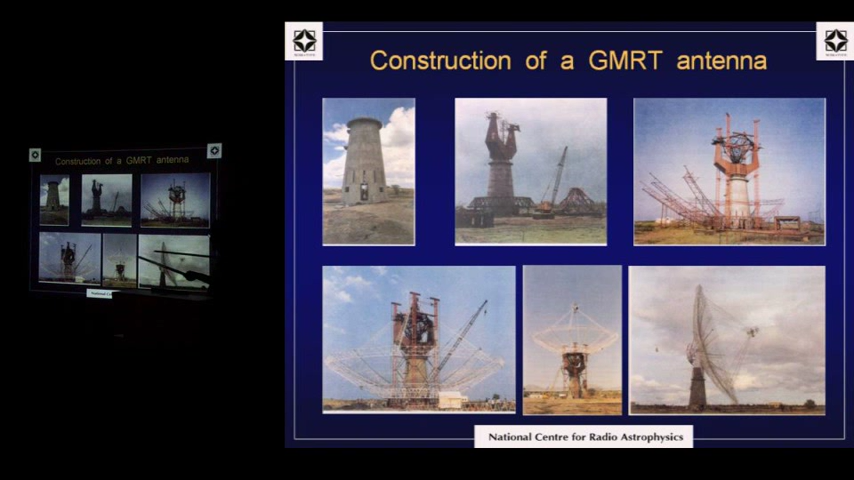 Construction of a GMRT antenna
National Centre for Radio Astrophysics
Construction of a GMRT antenna